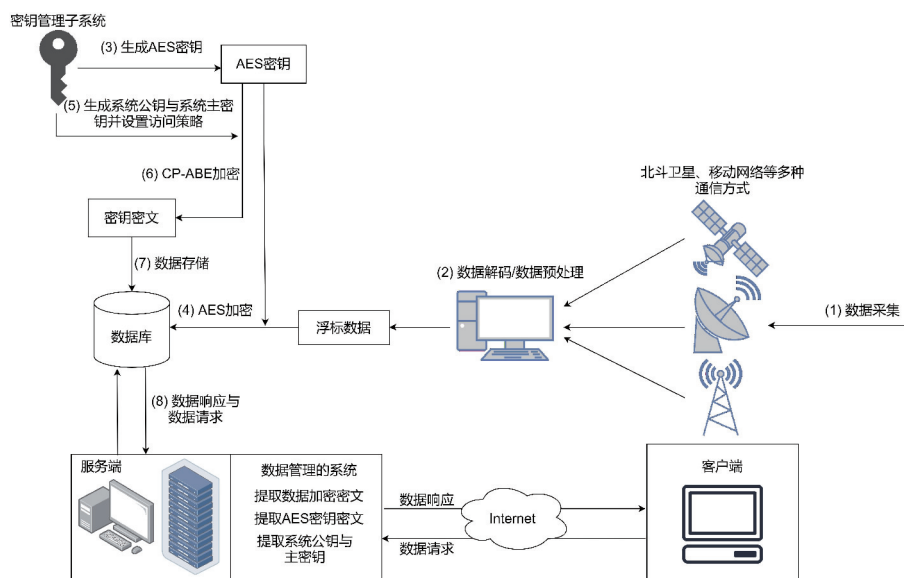 密钥管理子系统
(3) 生成AES密钥
AES密钥
(5) 生成系统公钥与系统主密
钥并设置访问策略
(6) CP-ABE加密
北斗卫星、移动网络等多种
通信方式
密钥密文
(7) 数据存储
(2) 数据解码/数据预处理
(4) AES加密
浮标数据
(1) 数据采集
数据库
(8) 数据响应与
数据请求
服务端
数据管理的系统
提取数据加密密文
提取AES密钥密文
提取系统公钥与
主密钥
数据响应
Internet
数据请求
客户端